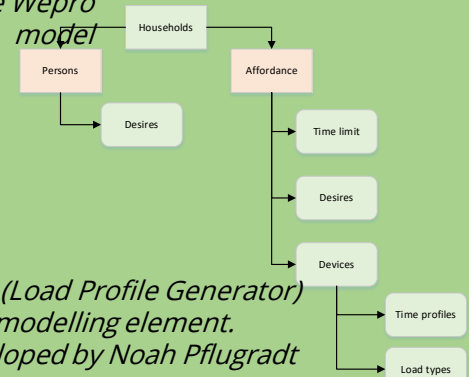 e Wepro
model
Households
Persons
Affordance
Desires
Time limit
Desires
Devices
(Load Profile Generator)
modelling element.
loped by Noah Pflugradt
Time profiles
Load types